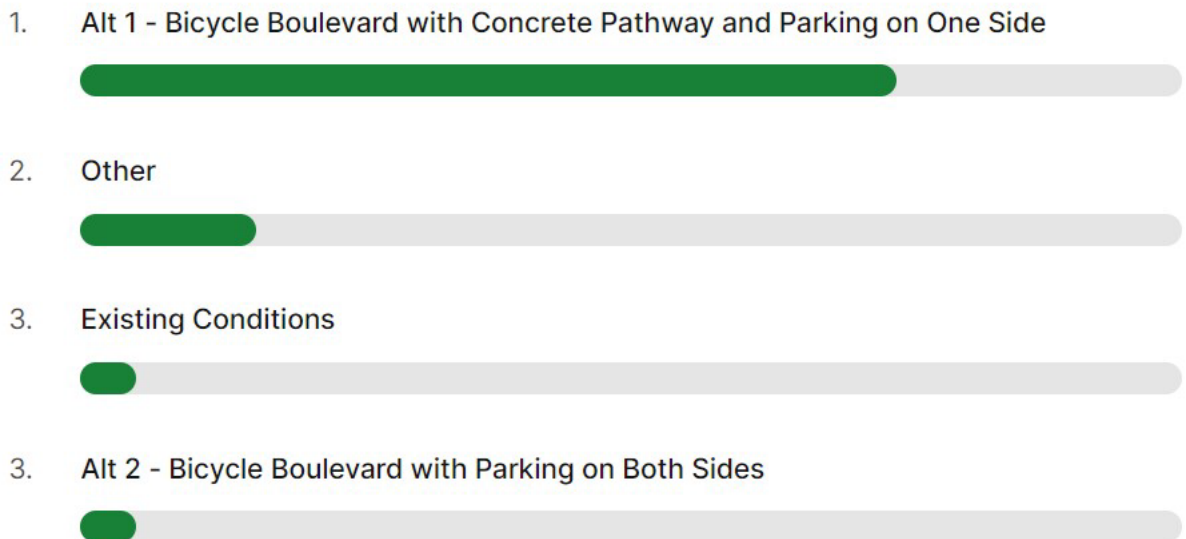 1. Alt 1 - Bicycle Boulevard with Concrete Pathway and Parking on One Side
2. Other
3. Existing Conditions
3. Alt 2 - Bicycle Boulevard with Parking on Both Sides